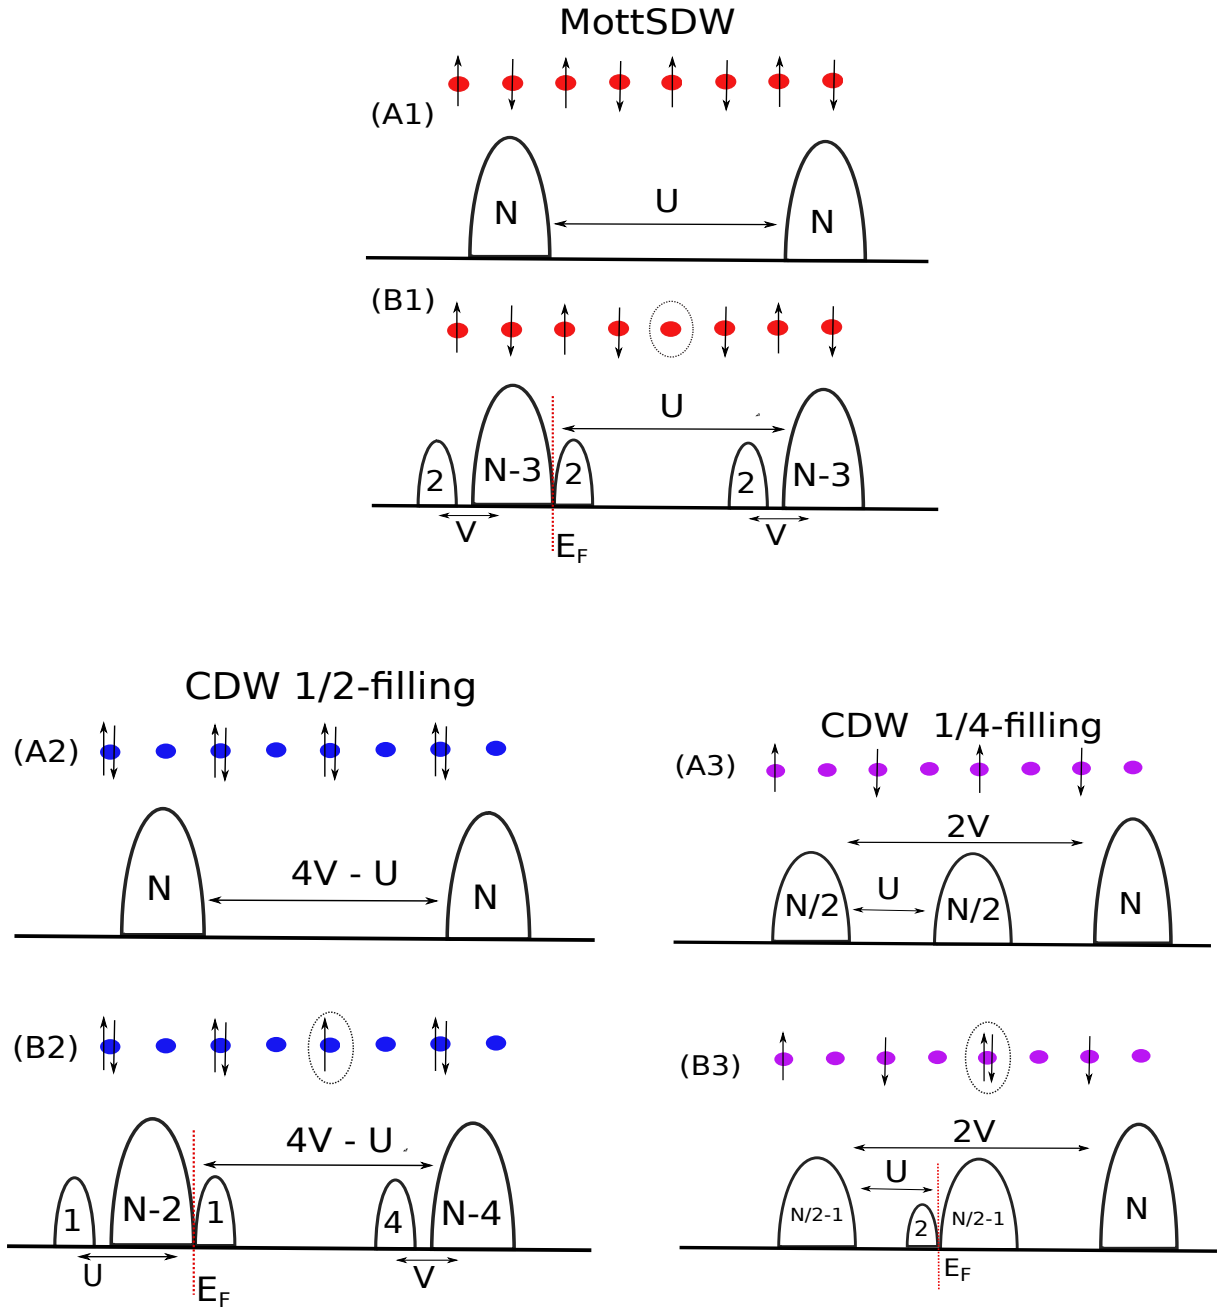 MottSDW
(A1)
N
U
N
(B1)
U
2
N-3
2
2
N-3
V
V
E_F
CDW 1/2-filling
(A2)
N
4V - U
N
(B2)
4V - U
1
N-2
1
4
N-4
U
V
E_F
CDW 1/4-filling
(A3)
2V
N/2
U
N/2
N
(B3)
2V
U
N/2-1
2
N/2-1
N
E_F